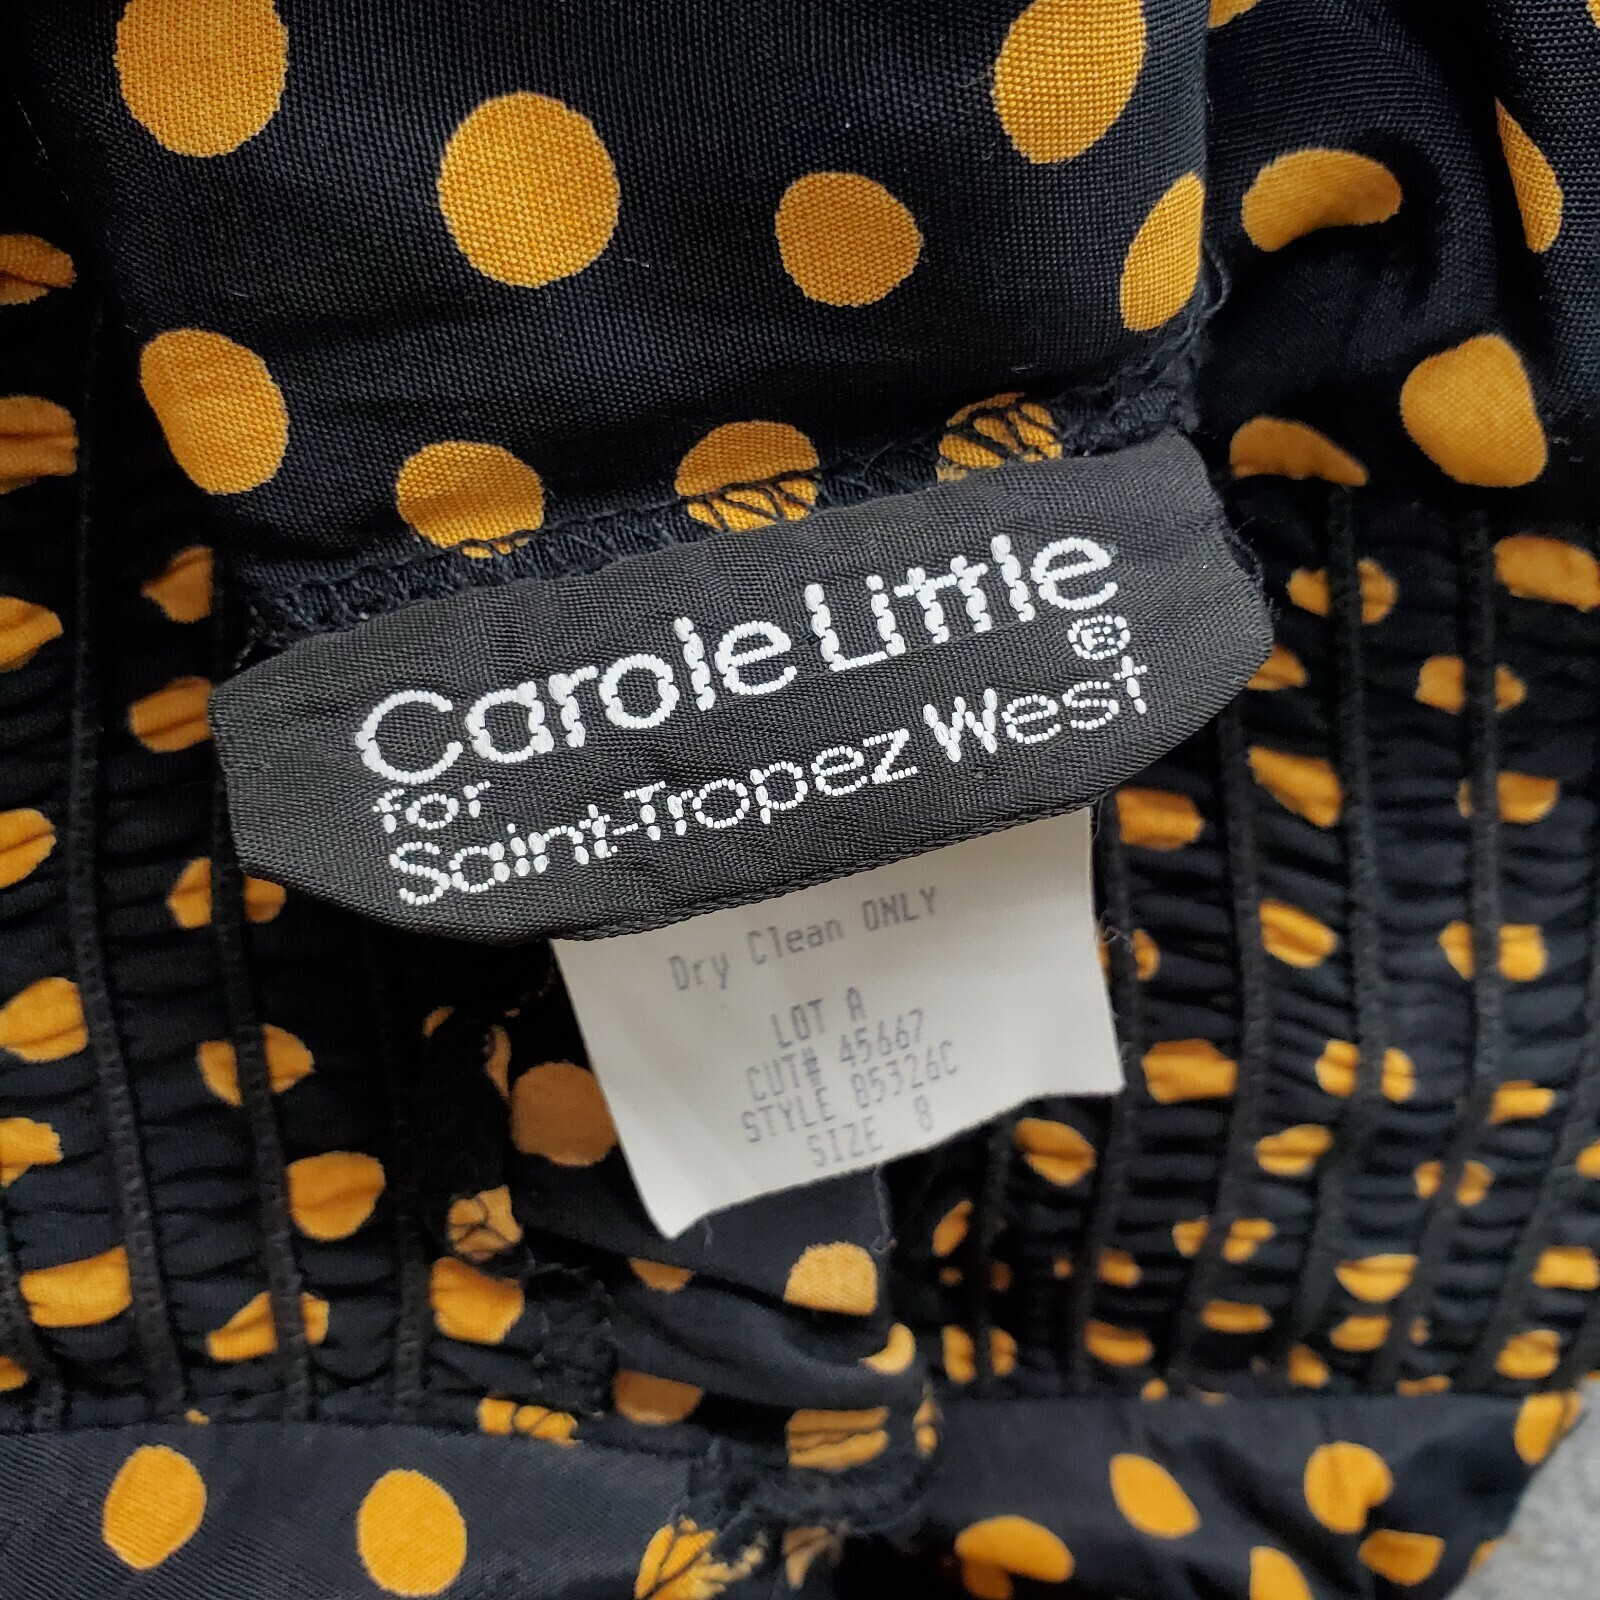 Carole Little
®
for
Saint-Tropez West
Dry Clean ONLY
LOT A
CUT# 45667
STYLE 85326C
SIZE 8